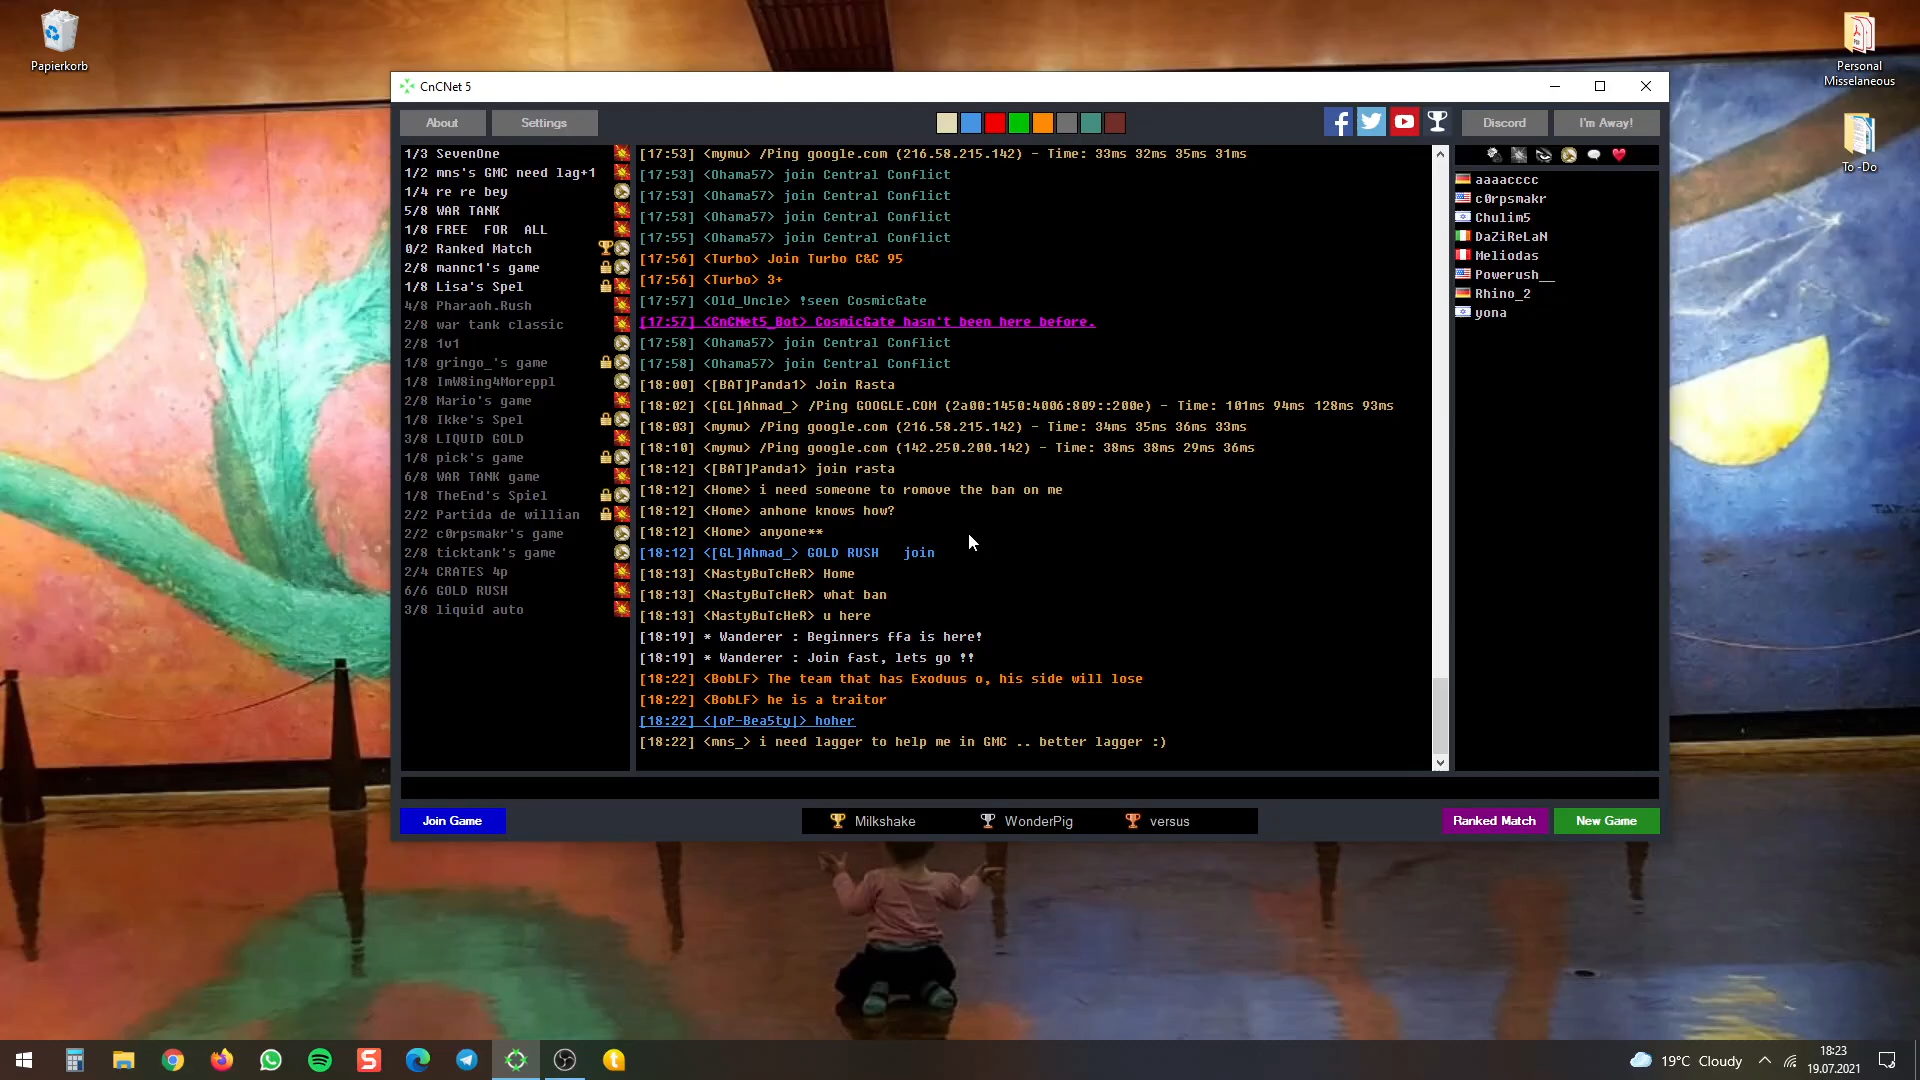 Papierkorb
Personal
Misselaneous
To -Do
CnCNet 5
About
Settings
Discord
I'm Away!
1/3 SevenOne
1/2 mns's GMC need lag+1
1/4 re re bey
5/8 WAR TANK
1/8 FREE FOR ALL
0/2 Ranked Match
2/8 mannc1's game
1/8 Lisa's Spel
4/8 Pharaoh.Rush
2/8 war tank classic
2/8 1v1
1/8 gringo_'s game
1/8 ImW8ing4Moreppl
2/8 Mario's game
1/8 Ikke's Spel
3/8 LIQUID GOLD
1/8 pick's game
6/8 WAR TANK game
1/8 TheEnd's Spiel
2/2 Partida de willian
2/2 c0rpsmakr's game
2/8 ticktank's game
2/4 CRATES 4p
6/6 GOLD RUSH
3/8 liquid auto
[17:53] <mymu> /Ping google.com (216.58.215.142) - Time: 33ms 32ms 35ms 31ms
[17:53] <Ohama57> join Central Conflict
[17:53] <Ohama57> join Central Conflict
[17:53] <Ohama57> join Central Conflict
[17:55] <Ohama57> join Central Conflict
[17:56] <Turbo> Join Turbo C&C 95
[17:56] <Turbo> 3+
[17:57] <Old_Uncle> !seen CosmicGate
[17:57] <CnCNet5_Bot> CosmicGate hasn't been here before.
[17:58] <Ohama57> join Central Conflict
[17:58] <Ohama57> join Central Conflict
[18:00] <[BAT]Panda1> Join Rasta
[18:02] <[GL]Ahmad_> /Ping GOOGLE.COM (2a00:1450:4006:809::200e) - Time: 101ms 94ms 128ms 93ms
[18:03] <mymu> /Ping google.com (216.58.215.142) - Time: 34ms 35ms 36ms 33ms
[18:10] <mymu> /Ping google.com (142.250.200.142) - Time: 38ms 38ms 29ms 36ms
[18:12] <[BAT]Panda1> join rasta
[18:12] <Home> i need someone to romove the ban on me
[18:12] <Home> anhone knows how?
[18:12] <Home> anyone**
[18:12] <[GL]Ahmad_> GOLD RUSH join
[18:13] <NastyBuTcHeR> Home
[18:13] <NastyBuTcHeR> what ban
[18:13] <NastyBuTcHeR> u here
[18:19] * Wanderer : Beginners ffa is here!
[18:19] * Wanderer : Join fast, lets go !!
[18:22] <BobLF> The team that has Exoduus o, his side will lose
[18:22] <BobLF> he is a traitor
[18:22] <|oP-Bea5ty|> hoher
[18:22] <mns_> i need lagger to help me in GMC .. better lagger :)
aaaacccc
c0rpsmakr
Chulim5
DaZiReLaN
Meliodas
Powerush__
Rhino_2
yona
Join Game
Milkshake
WonderPig
versus
Ranked Match
New Game
19°C Cloudy
18:23
19.07.2021